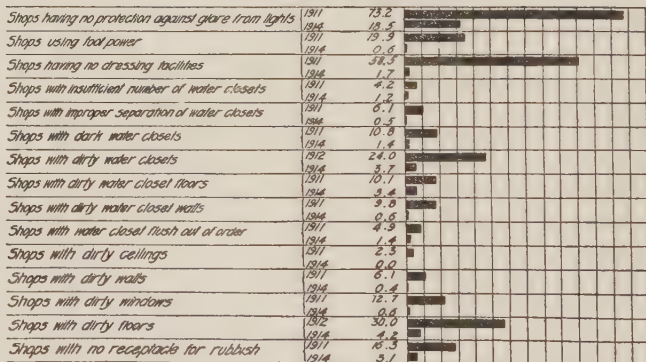 Shops having no protection against glare from lights 1911 73.2
1914 18.5
Shops using foot power 1911 19.9
1914 0.6
Shops having no dressing facilities 1911 58.5
1914 1.7
Shops with insufficient number of water closets 1911 4.2
1914 1.2
Shops with improper separation of water closets 1911 6.1
1914 0.5
Shops with dark water closets 1911 10.8
1914 1.4
Shops with dirty water closets 1912 24.0
1914 3.7
Shops with dirty water closet floors 1911 10.1
1914 3.4
Shops with dirty water closet walls 1911 9.8
1914 0.6
Shops with water closet flush out of order 1911 4.9
1914 1.4
Shops with dirty ceilings 1911 2.3
1914 0.0
Shops with dirty walls 1911 6.1
1914 0.4
Shops with dirty windows 1911 12.7
1914 0.6
Shops with dirty floors 1912 30.0
1914 4.2
Shops with no receptacle for rubbish 1911 16.3
1914 3.1